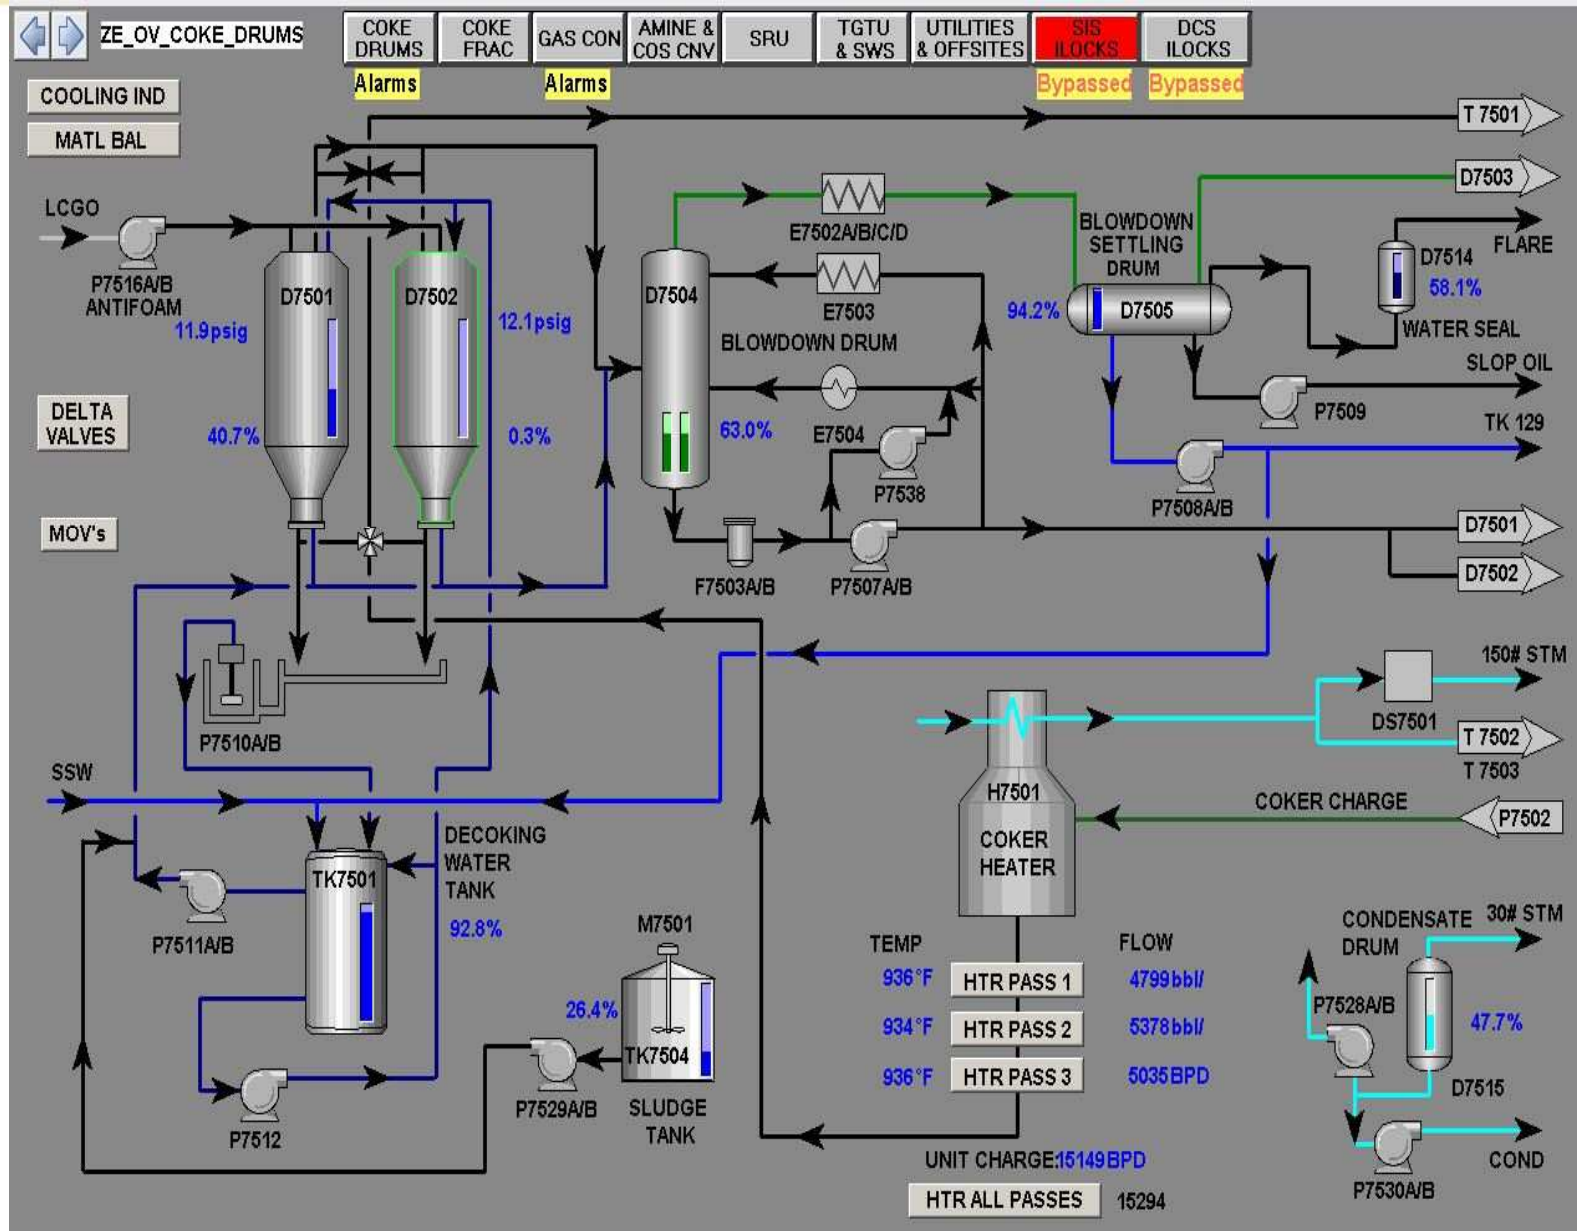 ZE_OV_COKE_DRUMS
COKE DRUMS
COKE FRAC
GAS CON
AMINE & COS CNV
SRU
TGTU & SWS
UTILITIES & OFFSITES
SIS ILOCKS
DCS ILOCKS
Alarms
Alarms
Bypassed
Bypassed
COOLING IND
MATL BAL
T 7501
D7503
LCGO
P7516A/B
ANTIFOAM
D7501
11.9psig
40.7%
D7502
12.1psig
0.3%
E7502A/B/C/D
D7504
E7503
BLOWDOWN DRUM
63.0%
E7504
P7538
BLOWDOWN
SETTLING
DRUM
94.2%
D7505
FLARE
D7514
58.1%
WATER SEAL
SLOP OIL
P7509
TK 129
P7508A/B
DELTA
VALVES
MOV's
F7503A/B
P7507A/B
D7501
D7502
P7510A/B
150# STM
DS7501
T 7502
T 7503
SSW
H7501
COKER
HEATER
COKER CHARGE
P7502
DECOKING
WATER
TANK
TK7501
92.8%
P7511A/B
P7512
M7501
26.4%
TK7504
P7529A/B
SLUDGE
TANK
TEMP
FLOW
936°F
HTR PASS 1
4799bbl/
934°F
HTR PASS 2
5378bbl/
936°F
HTR PASS 3
5035BPD
UNIT CHARGE:15149BPD
HTR ALL PASSES
15294
CONDENSATE
DRUM
30# STM
P7528A/B
47.7%
D7515
COND
P7530A/B